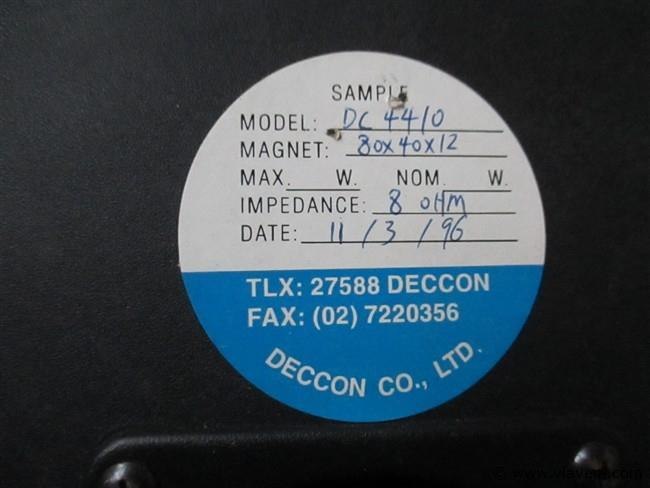 SAMPLE
MODEL: DC 4410
MAGNET: 80x40x12
MAX. W. NOM. W.
IMPEDANCE: 8 OHM
DATE: 11/3/96
TLX: 27588 DECCON
FAX: (02) 7220356
DECCON CO., LTD.